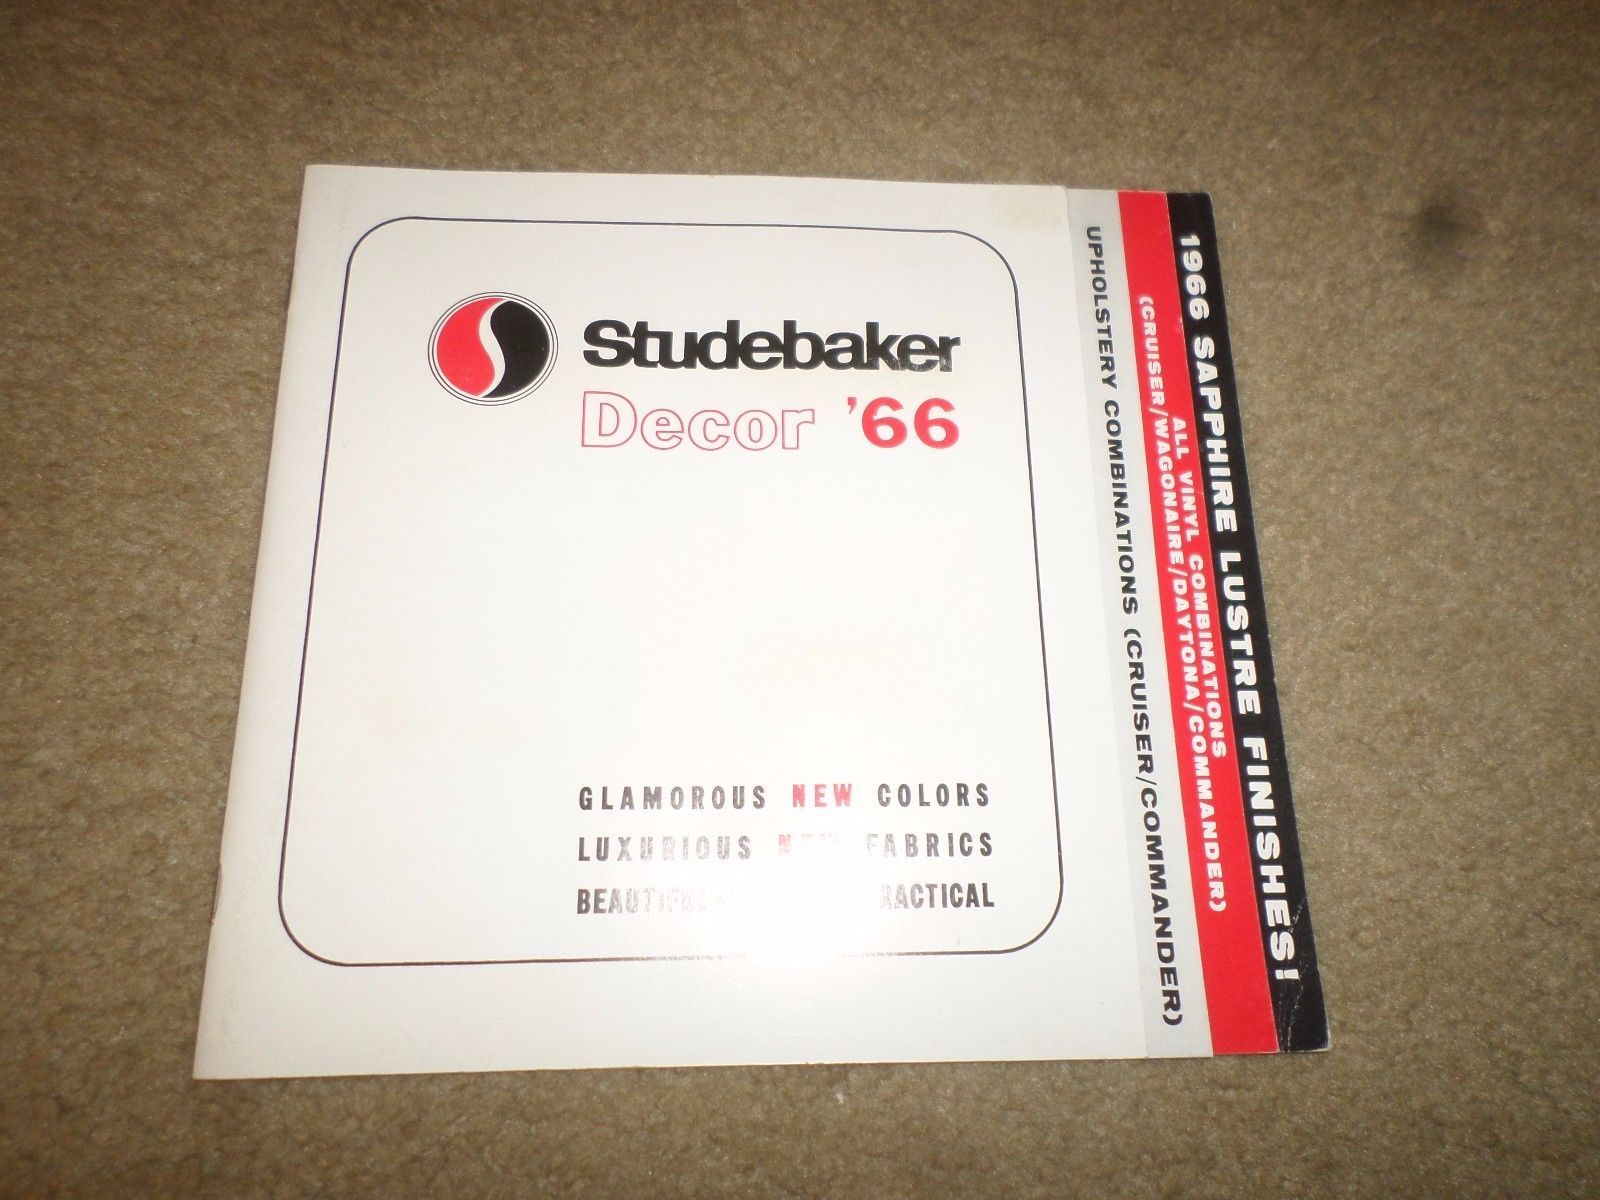 Studebaker
Decor '66
GLAMOROUS NEW COLORS
LUXURIOUS NEW FABRICS
RACTICAL
UPHOLSTERY COMBINATIONS (CRUISER/COMMANDER)
ALL VINYL COMBINATIONS
(CRUISER/WAGONAIRE/DAYTONA/COMMANDER)
1966 SAPPHIRE LUSTRE FINISHES!